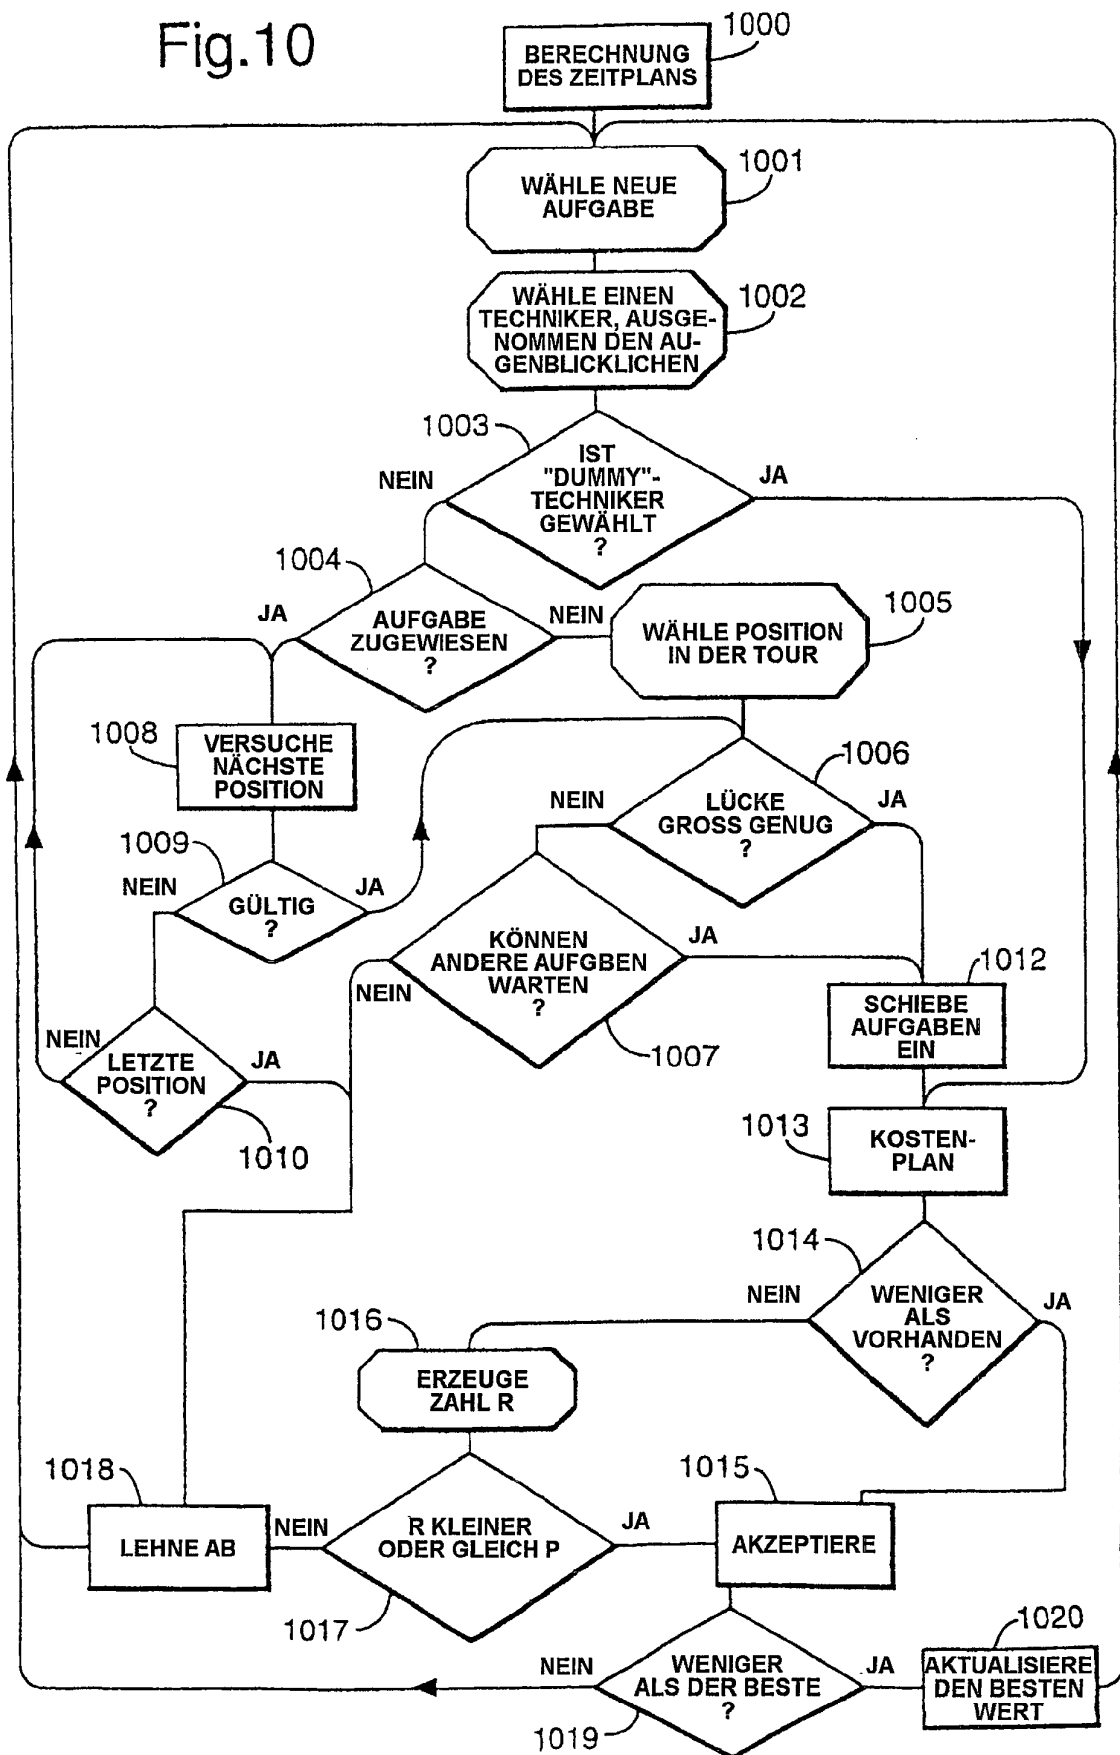 Fig.10
1000
BERECHNUNG
DES ZEITPLANS
1001
WÄHLE NEUE
AUFGABE
1002
WÄHLE EINEN
TECHNIKER, AUSGE-
NOMMEN DEN AU-
GENBLICKLICHEN
1003
NEIN
IST
"DUMMY"-
TECHNIKER
GEWÄHLT
?
JA
1004
JA
AUFGABE
ZUGEWIESEN
?
NEIN
1005
WÄHLE POSITION
IN DER TOUR
1008
VERSUCHE
NÄCHSTE
POSITION
1006
NEIN
LÜCKE
GROSS GENUG
?
JA
1009
NEIN
GÜLTIG
?
JA
KÖNNEN
ANDERE AUFGBEN
WARTEN
?
JA
NEIN
1007
1012
SCHIEBE
AUFGABEN
EIN
NEIN
LETZTE
POSITION
?
JA
1010
1013
KOSTEN-
PLAN
1014
NEIN
WENIGER
ALS
VORHANDEN
?
JA
1016
ERZEUGE
ZAHL R
1018
LEHNE AB
NEIN
R KLEINER
ODER GLEICH P
JA
1017
1015
AKZEPTIERE
NEIN
WENIGER
ALS DER BESTE
?
JA
1019
1020
AKTUALISIERE
DEN BESTEN
WERT